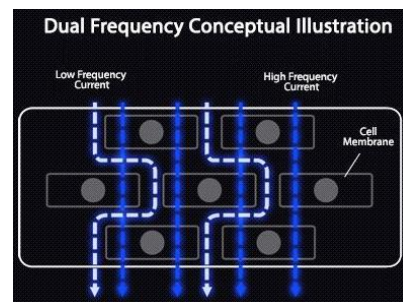 Dual Frequency Conceptual Illustration
Low Frequency
Current
High Frequency
Current
Cell
Membrane